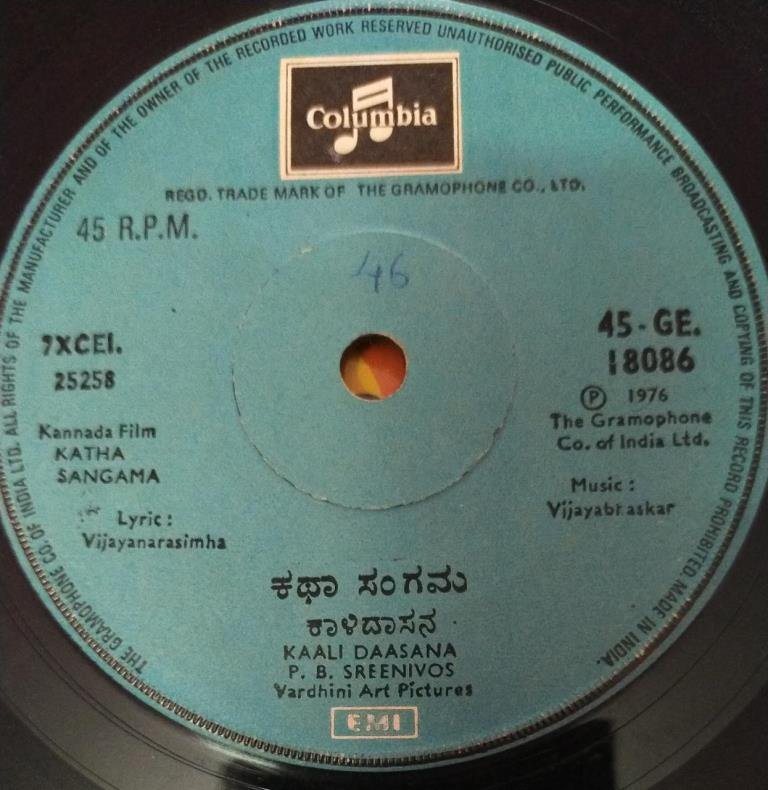 THE GRAMOPHONE CO. OF INDIA LTD. ALL RIGHTS OF THE MANUFACTURER AND OF THE OWNER OF THE RECORDED WORK RESERVED UNAUTHORISED PUBLIC PERFORMANCE BROADCASTING AND COPYING OF THIS RECORD PROHIBITED. MADE IN INDIA.
Columbia
REGD. TRADE MARK OF THE GRAMOPHONE CO., LTD.
45 R.P.M.
46
7XCEI.
25258
45-GE.
18086
Ⓟ 1976
The Gramophone
Co. of India Ltd.
Kannada Film
KATHA
SANGAMA
Music :
Vijayabhaskar
Lyric :
Vijayanarasimha
ಕಥಾ ಸಂಗಮ
ಕಾಳಿದಾಸನ
KAALI DAASANA
P. B. SREENIVOS
Vardhini Art Pictures
EMI